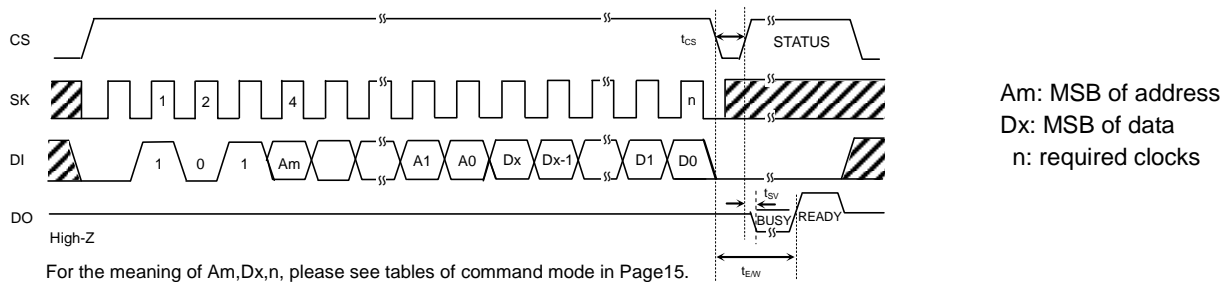 CS
tCS
STATUS
SK
1 2 4 n
DI
1 0 1 Am A1 A0 Dx Dx-1 D1 D0
tSV
DO
BUSY READY
High-Z
tE/W
For the meaning of Am,Dx,n, please see tables of command mode in Page15.
Am: MSB of address
Dx: MSB of data
n: required clocks